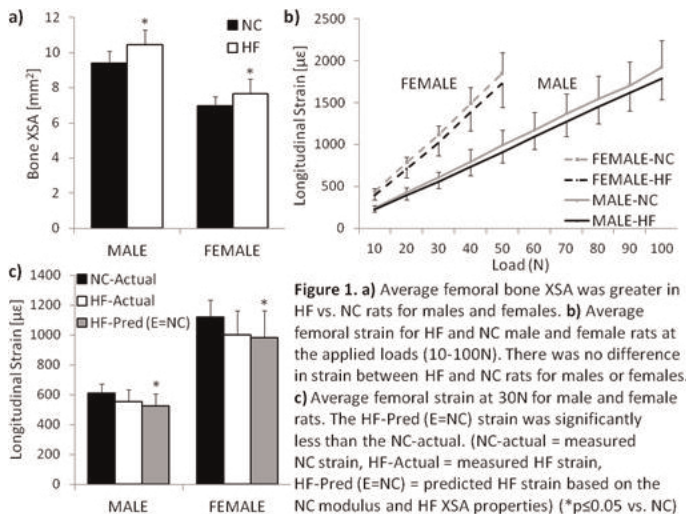 a)
12
10
8
6
4
2
0
Bone XSA [mm²]
*
*
NC
HF
MALE
FEMALE
b)
2500
2000
1500
1000
500
0
Longitudinal Strain [µε]
FEMALE
MALE
FEMALE-NC
FEMALE-HF
MALE-NC
MALE-HF
10 20 30 40 50 60 70 80 90 100
Load (N)
c)
1400
1200
1000
800
600
400
200
0
Longitudinal Strain [µε]
NC-Actual
HF-Actual
HF-Pred (E=NC)
*
*
MALE
FEMALE
Figure 1. a) Average femoral bone XSA was greater in
HF vs. NC rats for males and females. b) Average
femoral strain for HF and NC male and female rats at
the applied loads (10-100N). There was no difference
in strain between HF and NC rats for males or females.
c) Average femoral strain at 30N for male and female
rats. The HF-Pred (E=NC) strain was significantly
less than the NC-actual. (NC-actual = measured
NC strain, HF-Actual = measured HF strain,
HF-Pred (E=NC) = predicted HF strain based on the
NC modulus and HF XSA properties) (*p≤0.05 vs. NC)